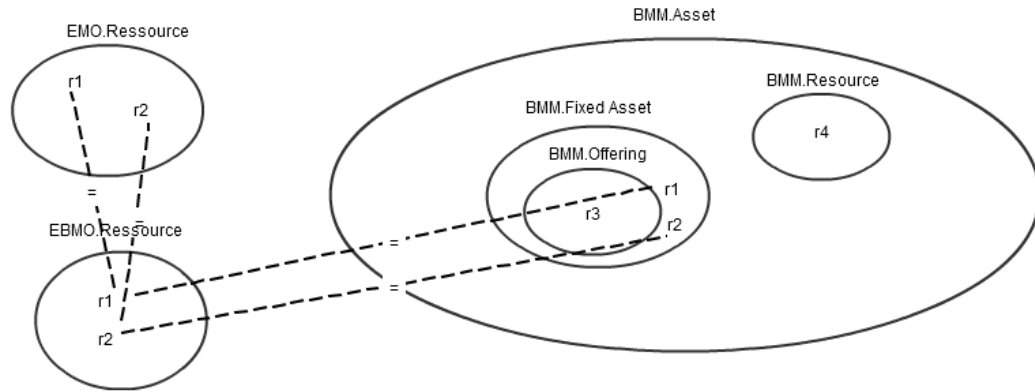 EMO.Ressource
r1
r2
=
=
EBMO.Ressource
r1
r2
=
=
BMM.Asset
BMM.Resource
r4
BMM.Fixed Asset
BMM.Offering
r1
r3
r2